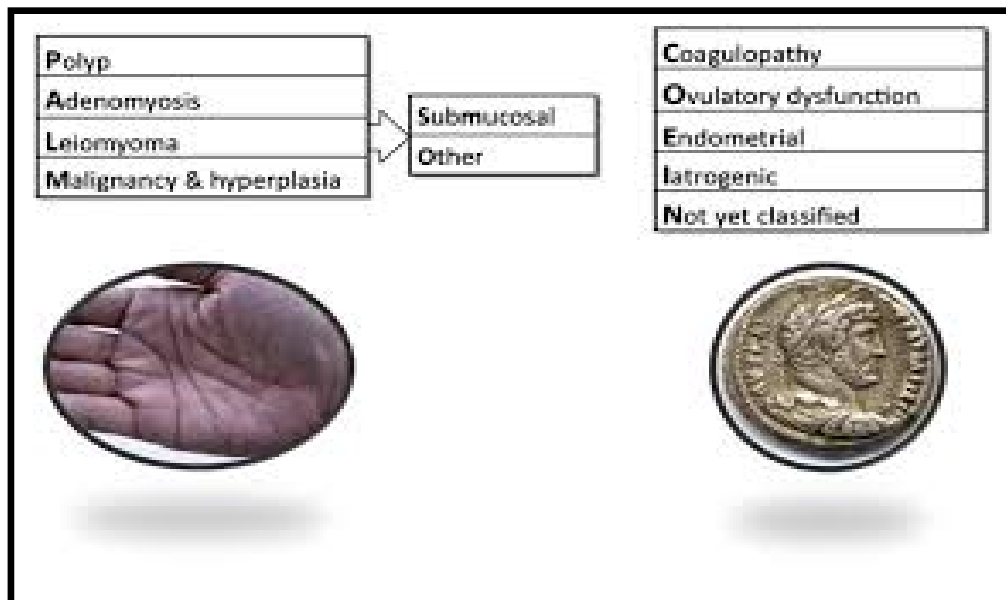 Polyp
Adenomyosis
Leiomyoma
Malignancy & hyperplasia
Submucosal
Other
Coagulopathy
Ovulatory dysfunction
Endometrial
Iatrogenic
Not yet classified